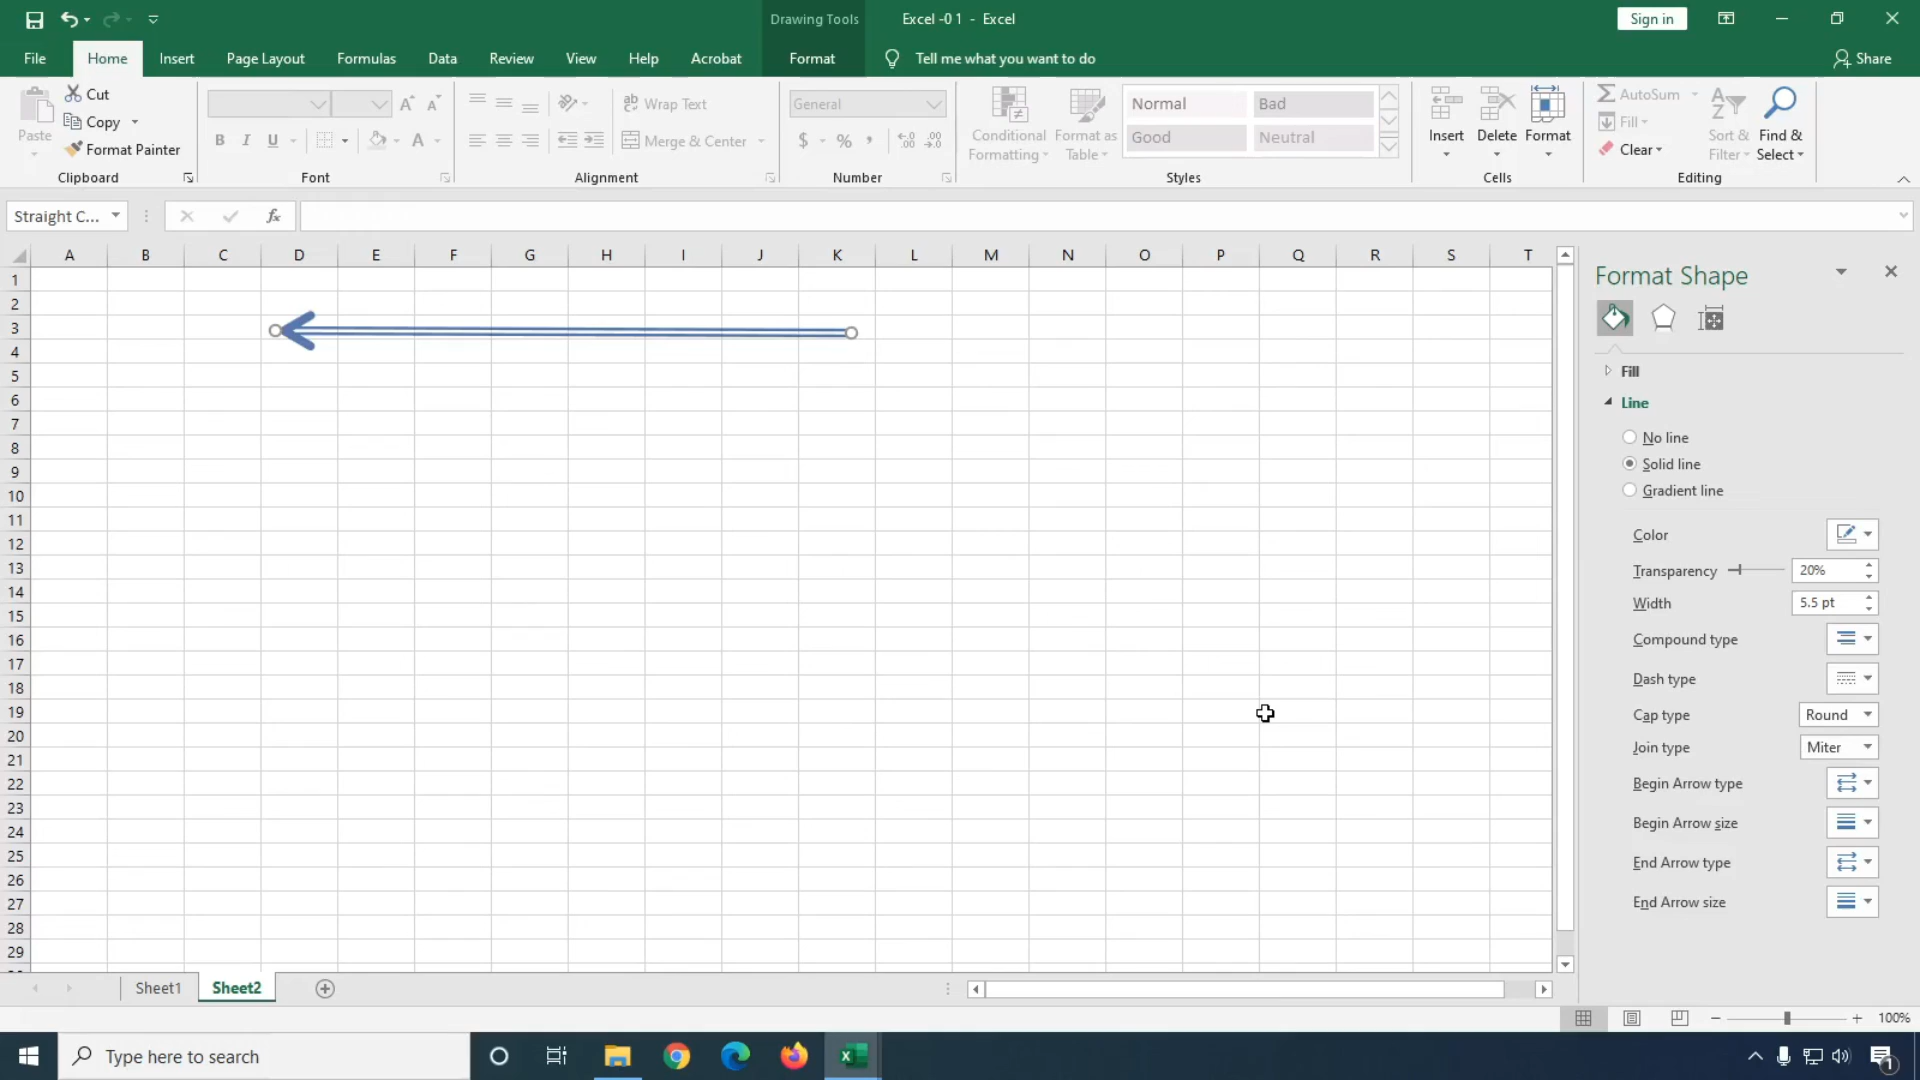 Drawing Tools
Excel -0 1 - Excel
Sign in
File
Home
Insert
Page Layout
Formulas
Data
Review
View
Help
Acrobat
Format
Tell me what you want to do
Share
Paste
Cut
Copy
Format Painter
Clipboard
B I U
A
Font
Wrap Text
Merge & Center
Alignment
General
$ % ,
Number
Conditional Formatting
Format as Table
Normal
Bad
Good
Neutral
Styles
Insert
Delete
Format
Cells
AutoSum
Fill
Clear
Sort & Filter
Find & Select
Editing
Straight C...
fx
A B C D E F G H I J K L M N O P Q R S T
1
2
3
4
5
6
7
8
9
10
11
12
13
14
15
16
17
18
19
20
21
22
23
24
25
26
27
28
29
Format Shape
Fill
Line
No line
Solid line
Gradient line
Color
Transparency 20%
Width 5.5 pt
Compound type
Dash type
Cap type Round
Join type Miter
Begin Arrow type
Begin Arrow size
End Arrow type
End Arrow size
Sheet1
Sheet2
100%
Type here to search
1